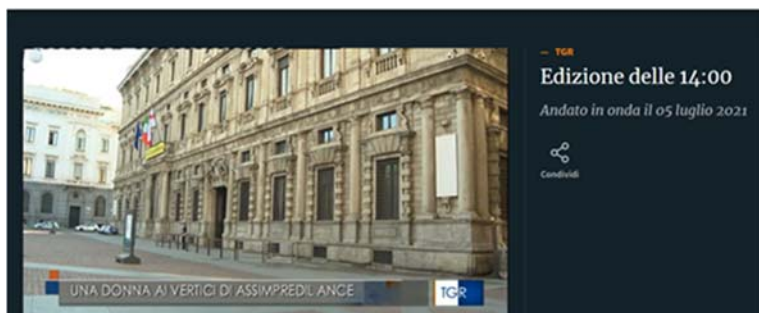 — TGR
Edizione delle 14:00
Andato in onda il 05 luglio 2021
Condividi
UNA DONNA AI VERTICI DI ASSIMPREDIL ANCE
TGR